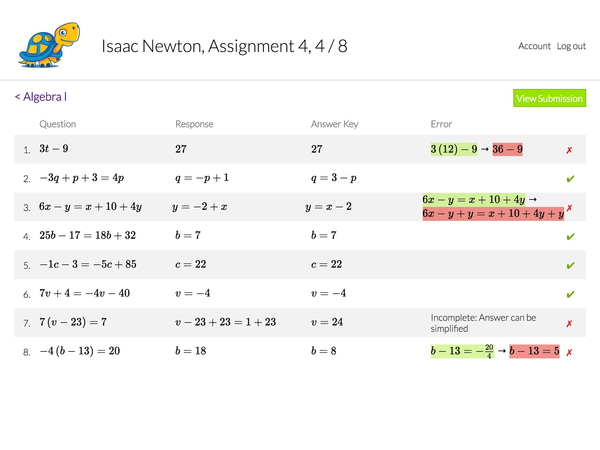 Isaac Newton, Assignment 4, 4 / 8
Account Log out
< Algebra I
View Submission
Question Response Answer Key Error
1. 3t − 9 27 27 3 (12) − 9 → 36 − 9 ✗
2. −3q + p + 3 = 4p q = −p + 1 q = 3 − p ✔
3. 6x − y = x + 10 + 4y y = −2 + x y = x − 2 6x − y = x + 10 + 4y →
6x − y + y = x + 10 + 4y + y ✗
4. 25b − 17 = 18b + 32 b = 7 b = 7 ✔
5. −1c − 3 = −5c + 85 c = 22 c = 22 ✔
6. 7v + 4 = −4v − 40 v = −4 v = −4 ✔
7. 7 (v − 23) = 7 v − 23 + 23 = 1 + 23 v = 24 Incomplete: Answer can be
simplified ✗
8. −4 (b − 13) = 20 b = 18 b = 8 b − 13 = −20/4 → b − 13 = 5 ✗